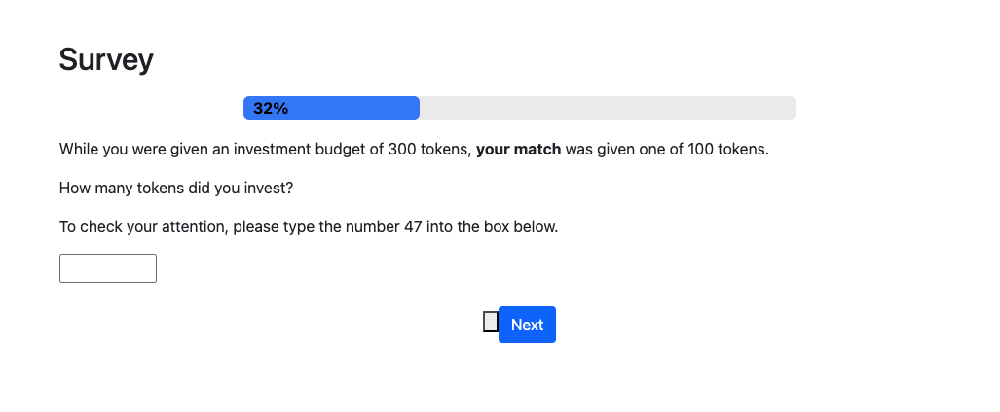 Survey
32%
While you were given an investment budget of 300 tokens, your match was given one of 100 tokens.
How many tokens did you invest?
To check your attention, please type the number 47 into the box below.
Next